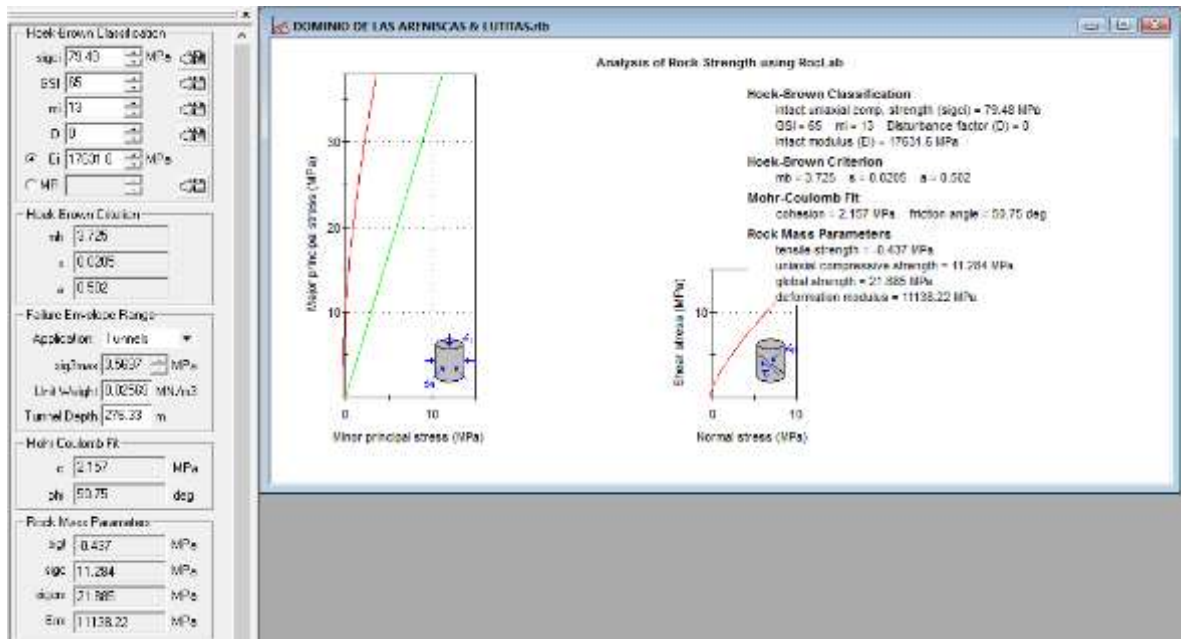 Hoek-Brown Classification
sigci 79.48 MPa
GSI 65
mi 13
D 0
Ei 17631.6 MPa
MR
Hoek-Brown Criterion
mb 3.725
s 0.0205
a 0.502
Failure Envelope Range
Application: Tunnels
sig3max MPa
Unit Weight MN/m3
Tunnel Depth m
Mohr-Coulomb Fit
c 2.157 MPa
phi 50.75 deg
Rock Mass Parameters
sigt -0.437 MPa
sigc 11.284 MPa
sigcm 21.885 MPa
Erm 11138.22 MPa
DOMINIO DE LAS ARENISCAS & LUTITAS.rlb
Analysis of Rock Strength using RocLab
Hoek-Brown Classification
intact uniaxial comp. strength (sigci) = 79.48 MPa
GSI = 65 mi = 13 Disturbance factor (D) = 0
intact modulus (Ei) = 17631.6 MPa
Hoek-Brown Criterion
mb = 3.725 s = 0.0205 a = 0.502
Mohr-Coulomb Fit
cohesion = 2.157 MPa friction angle = 50.75 deg
Rock Mass Parameters
tensile strength = -0.437 MPa
uniaxial compressive strength = 11.284 MPa
global strength = 21.885 MPa
deformation modulus = 11138.22 MPa
Major principal stress (MPa)
30
20
10
0
0 10
Minor principal stress (MPa)
Shear stress (MPa)
10
0
0 10
Normal stress (MPa)